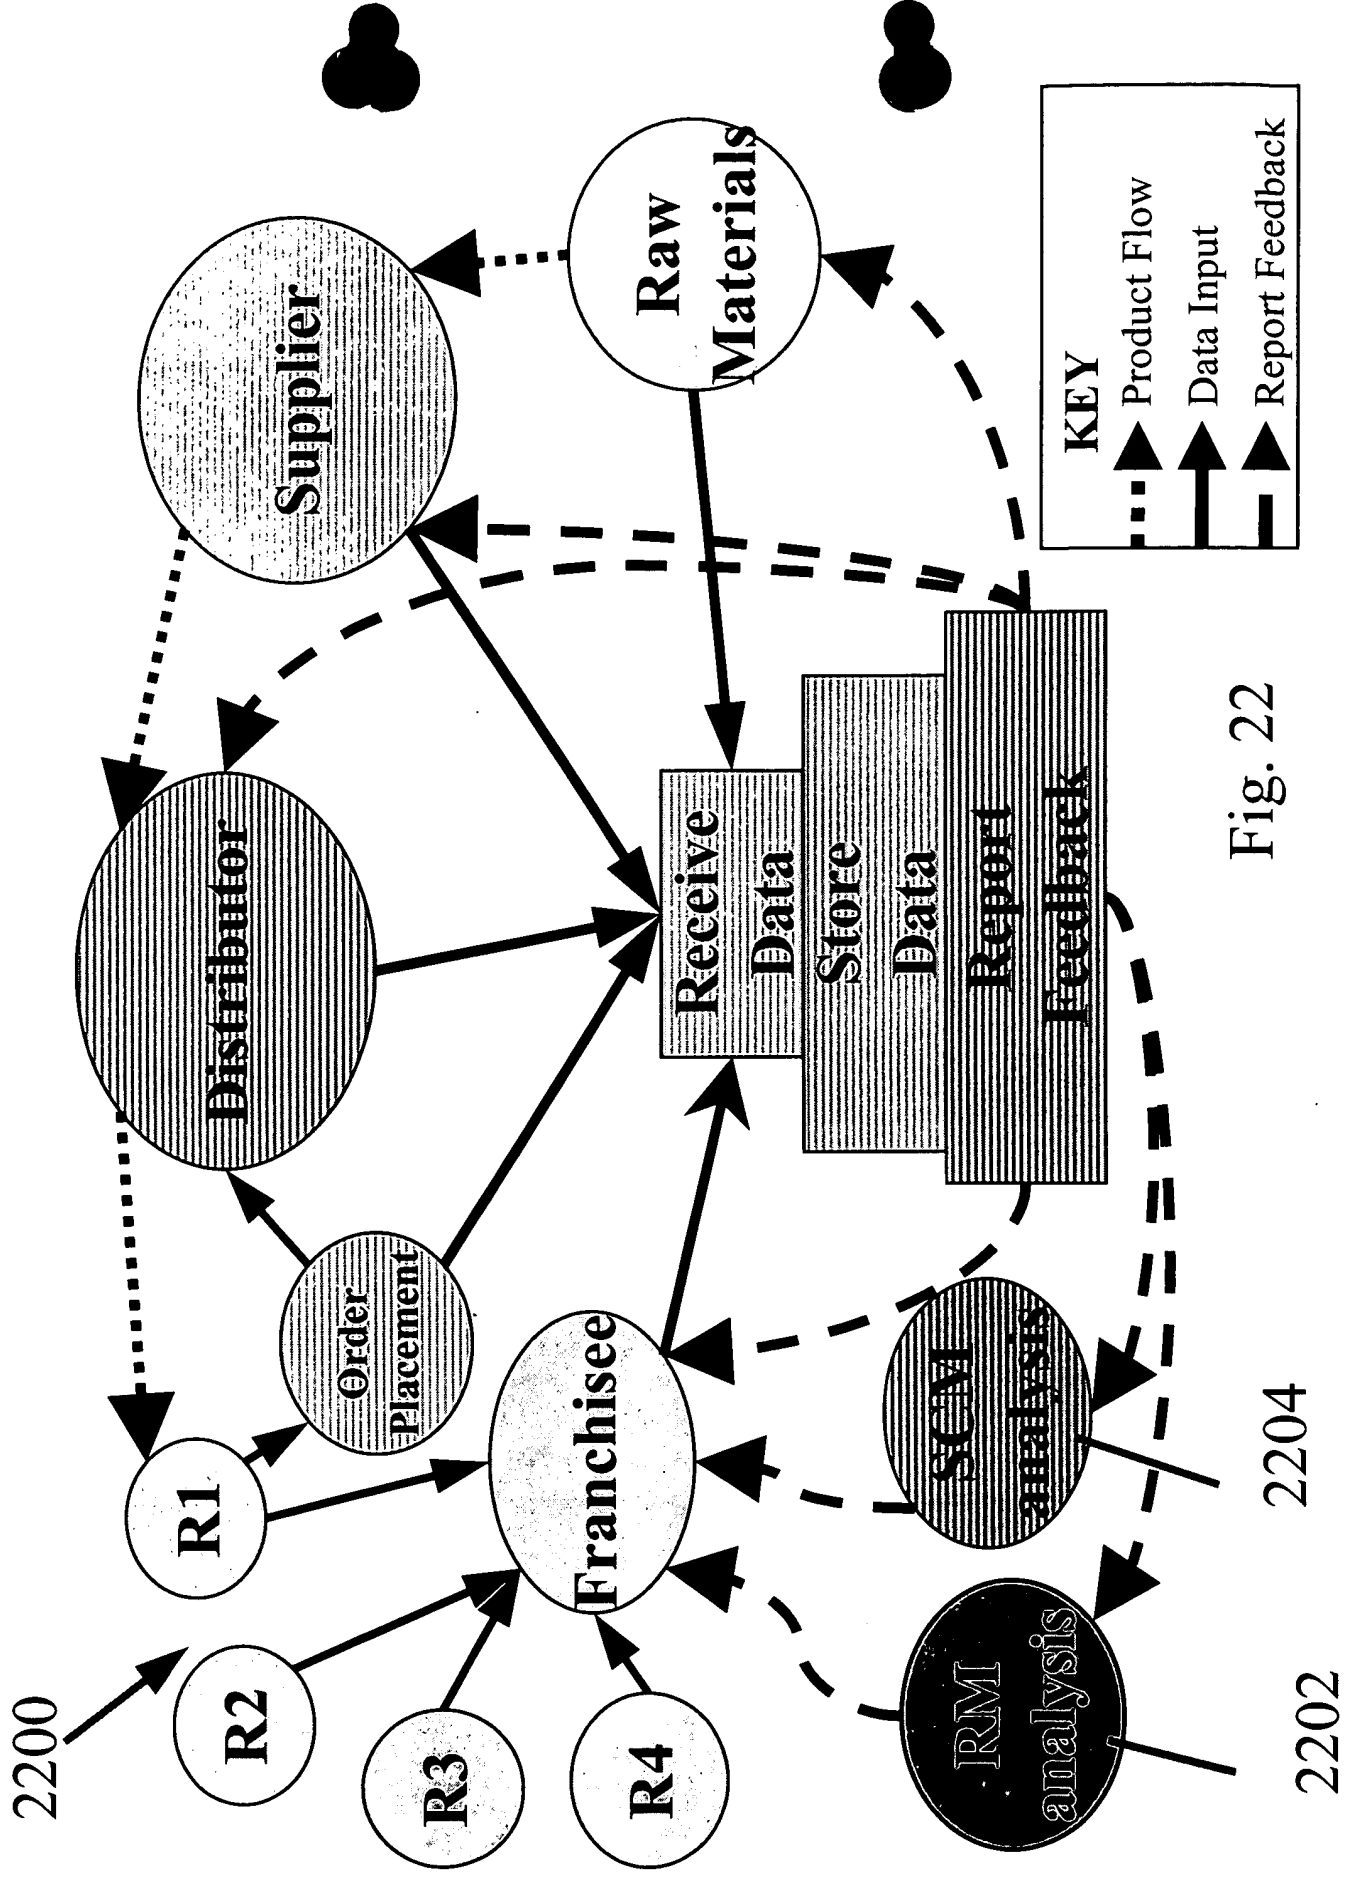 2200
R1
R2
R3
R4
Order
Placement
Distributor
Supplier
Franchisee
Receive
Data
Store
Data
Report
Feedback
Raw
Materials
RM
analysis
SCM
analysis
2202
2204
KEY
Product Flow
Data Input
Report Feedback
Fig. 22